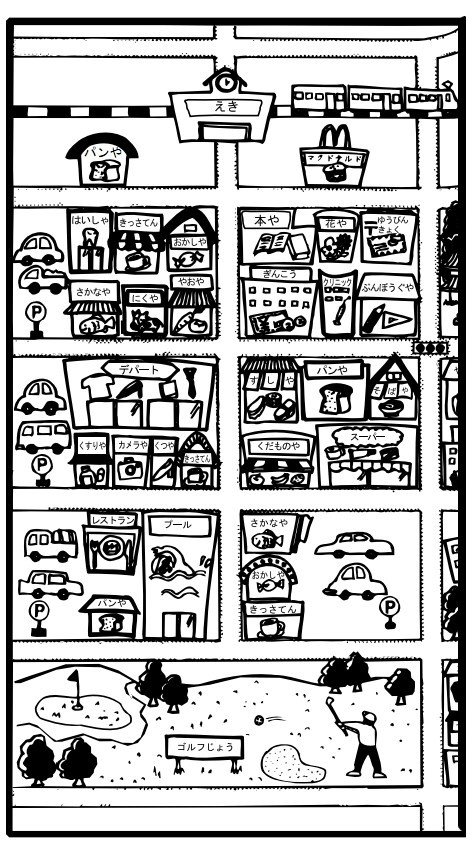 えき
パンや
マクドナルド
はいしゃ
きっさてん
おかしや
本や
花や
ゆうびん
きょく
さかなや
にくや
やおや
ぎんこう
クリニック
ぶんぼうぐや
P
デパート
すしや
パンや
そばや
くすりや
カメラや
くつや
きっさてん
くだものや
スーパー
P
レストラン
プール
さかなや
おかしや
パンや
きっさてん
P
P
ゴルフじょう